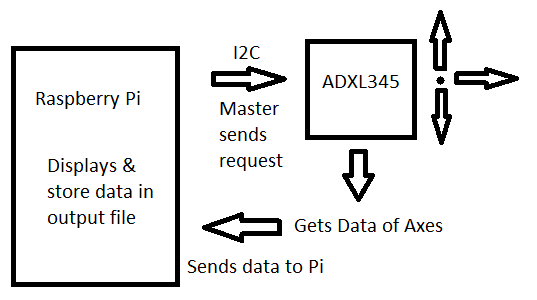 I2C
ADXL345
Raspberry Pi
Master
sends
request
Displays &
store data in
output file
Gets Data of Axes
Sends data to Pi